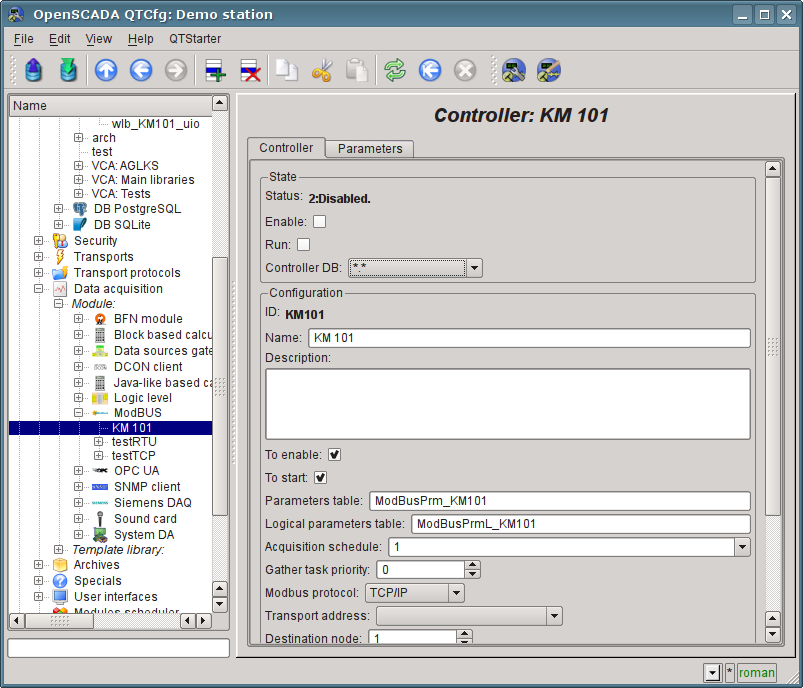 OpenSCADA QTCfg: Demo station
File Edit View Help QTStarter
Name
wlb_KM101_uio
arch
test
VCA: AGLKS
VCA: Main libraries
VCA: Tests
DB PostgreSQL
DB SQLite
Security
Transports
Transport protocols
Data acquisition
Module:
BFN module
Block based calcu
Data sources gate
DCON client
Java-like based ca
Logic level
ModBUS
KM 101
testRTU
testTCP
OPC UA
SNMP client
Siemens DAQ
Sound card
System DA
Template library:
Archives
Specials
User interfaces
Modules scheduler
Controller: KM 101
Controller Parameters
State
Status: 2:Disabled.
Enable:
Run:
Controller DB: *.*
Configuration
ID: KM101
Name: KM 101
Description:
To enable:
To start:
Parameters table: ModBusPrm_KM101
Logical parameters table: ModBusPrmL_KM101
Acquisition schedule: 1
Gather task priority: 0
Modbus protocol: TCP/IP
Transport address:
Destination node: 1
* roman